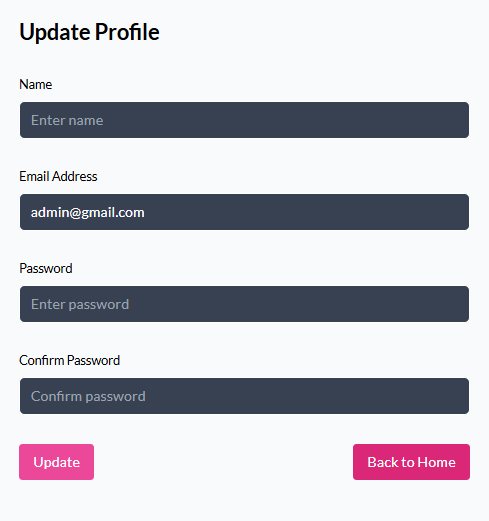 Update Profile
Name
Enter name
Email Address
admin@gmail.com
Password
Enter password
Confirm Password
Confirm password
Update
Back to Home